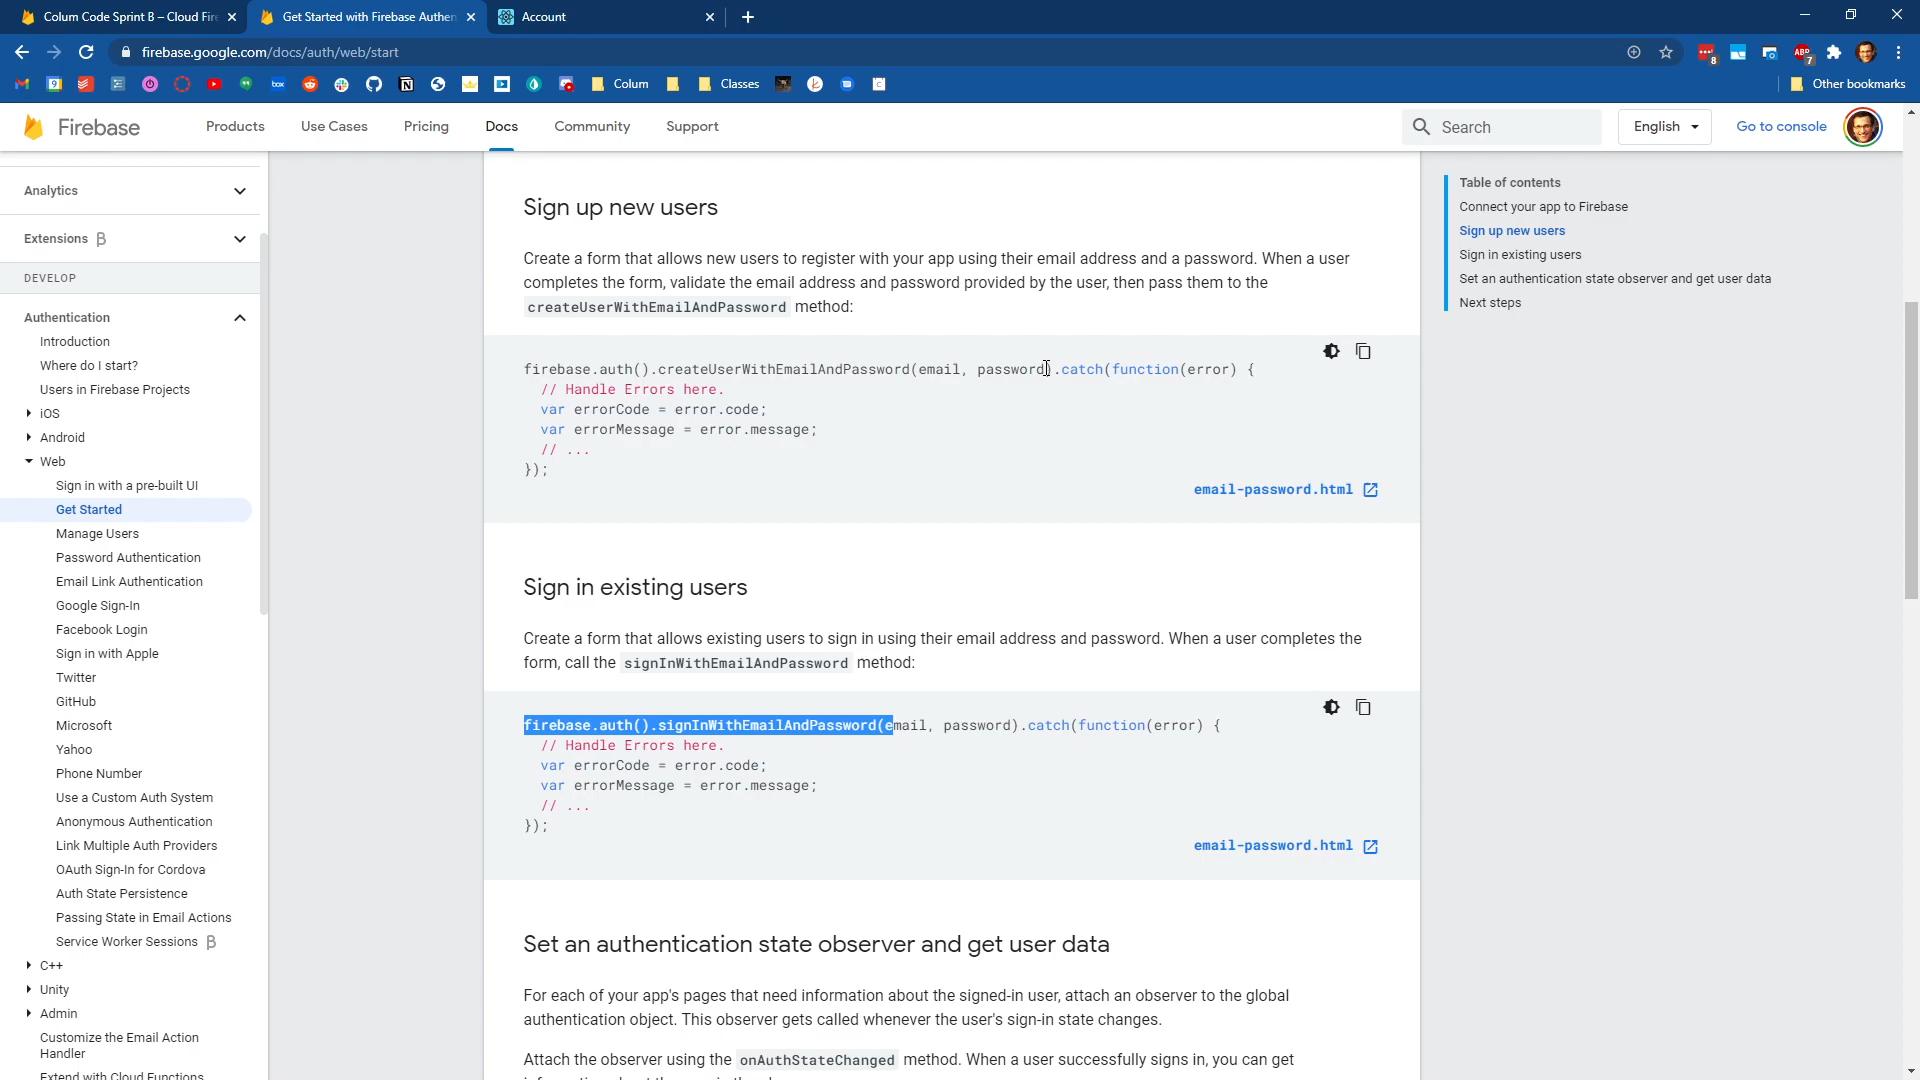 Colum Code Sprint B – Cloud Fir
Get Started with Firebase Authen
Account
firebase.google.com/docs/auth/web/start
8
7
9
box
Colum
Classes
Other bookmarks
Firebase
Products
Use Cases
Pricing
Docs
Community
Support
Search
English
Go to console
Analytics
Extensions β
DEVELOP
Authentication
Introduction
Where do I start?
Users in Firebase Projects
iOS
Android
Web
Sign in with a pre-built UI
Get Started
Manage Users
Password Authentication
Email Link Authentication
Google Sign-In
Facebook Login
Sign in with Apple
Twitter
GitHub
Microsoft
Yahoo
Phone Number
Use a Custom Auth System
Anonymous Authentication
Link Multiple Auth Providers
OAuth Sign-In for Cordova
Auth State Persistence
Passing State in Email Actions
Service Worker Sessions β
C++
Unity
Admin
Customize the Email Action
Handler
Extend with Cloud Functions
Sign up new users
Create a form that allows new users to register with your app using their email address and a password. When a user
completes the form, validate the email address and password provided by the user, then pass them to the
createUserWithEmailAndPassword method:
firebase.auth().createUserWithEmailAndPassword(email, password).catch(function(error) {
// Handle Errors here.
var errorCode = error.code;
var errorMessage = error.message;
// ...
});
email-password.html
Sign in existing users
Create a form that allows existing users to sign in using their email address and password. When a user completes the
form, call the signInWithEmailAndPassword method:
firebase.auth().signInWithEmailAndPassword(email, password).catch(function(error) {
// Handle Errors here.
var errorCode = error.code;
var errorMessage = error.message;
// ...
});
email-password.html
Set an authentication state observer and get user data
For each of your app's pages that need information about the signed-in user, attach an observer to the global
authentication object. This observer gets called whenever the user's sign-in state changes.
Attach the observer using the onAuthStateChanged method. When a user successfully signs in, you can get
Table of contents
Connect your app to Firebase
Sign up new users
Sign in existing users
Set an authentication state observer and get user data
Next steps